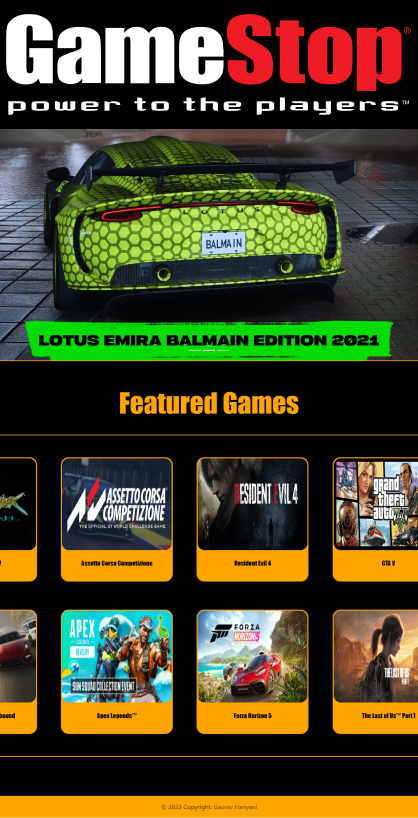 GameStop®
power to the players™
LOTUS
BALMAIN
LOTUS EMIRA BALMAIN EDITION 2021
Featured Games
ASSETTO CORSA
COMPETIZIONE
THE OFFICIAL GT WORLD CHALLENGE GAME
RESIDENT EVIL 4
grand
theft
auto
Assetto Corsa Competizione
Resident Evil 4
GTA V
APEX
LEGENDS
SUN SQUAD COLLECTION EVENT
FORZA
HORIZON 5
THE LAST OF US
bound
Apex Legends™
Forza Horizon 5
The Last of Us™ Part I
© 2023 Copyright: Gaurav Hariyani